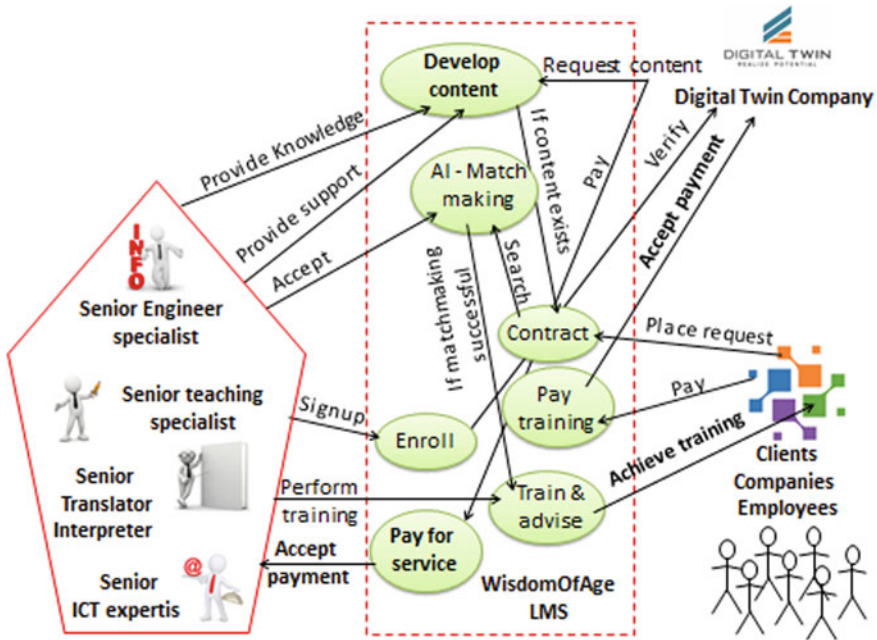 DIGITAL TWIN
REALIZE POTENTIAL
Digital Twin Company
Develop
content
Request content
Provide Knowledge
Provide support
Accept
AI - Match
making
If content exists
Pay
Verify
Accept payment
Search
If matchmaking
successful
INFO
Senior Engineer
specialist
Contract
Place request
Senior teaching
specialist
Signup
Enroll
Pay
training
Pay
Achieve training
Clients
Companies
Employees
Senior
Translator
Interpreter
Perform
training
Train &
advise
Accept
payment
Pay for
service
@
Senior
ICT expertis
WisdomOfAge
LMS